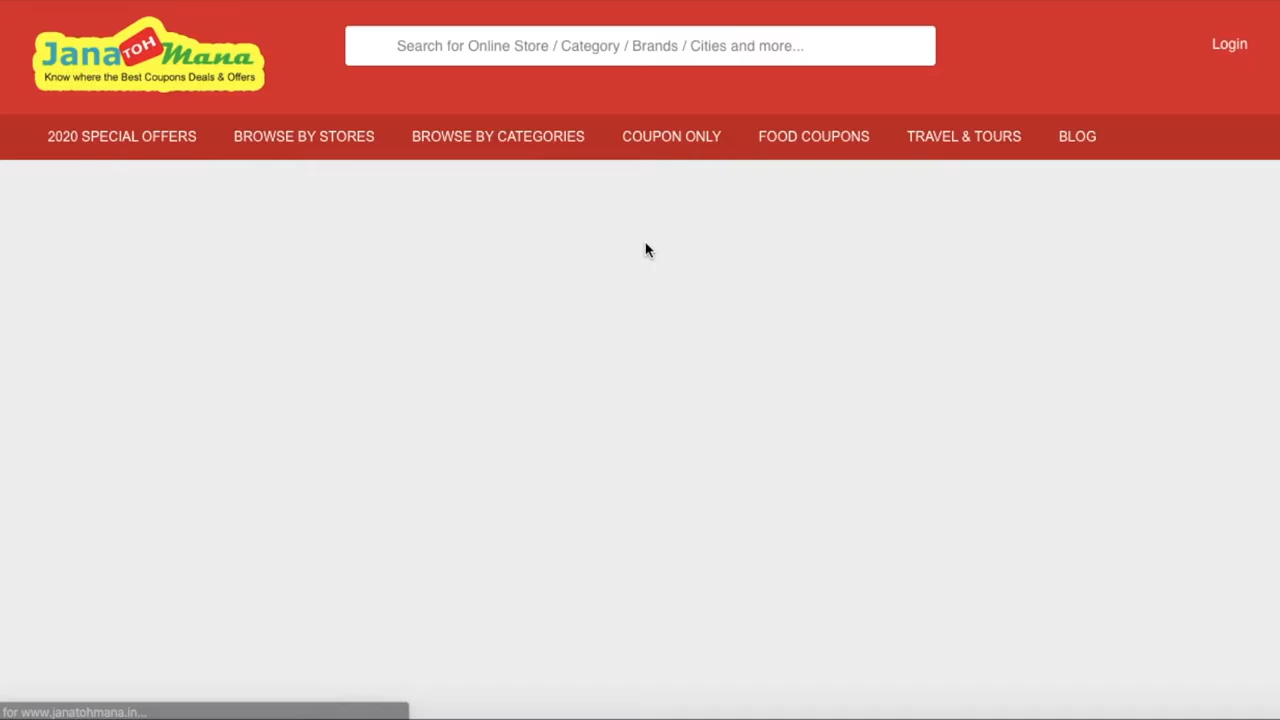 Jana TOH Mana
Know where the Best Coupons Deals & Offers
Search for Online Store / Category / Brands / Cities and more...
Login
2020 SPECIAL OFFERS
BROWSE BY STORES
BROWSE BY CATEGORIES
COUPON ONLY
FOOD COUPONS
TRAVEL & TOURS
BLOG
for www.janatohmana.in...